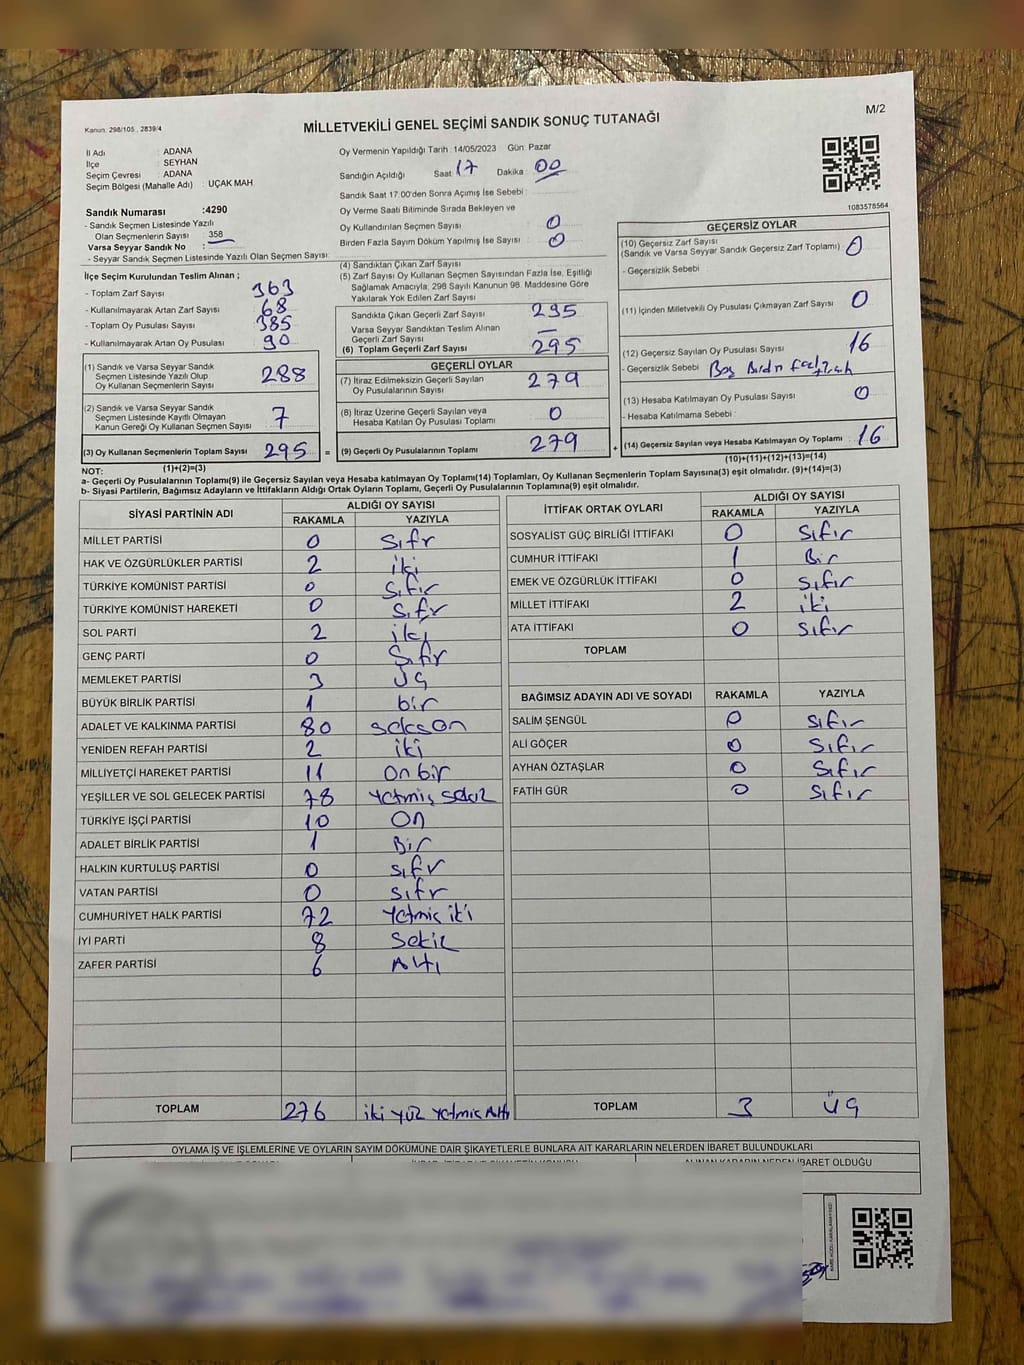 M/2
Kanun. 298/105 , 2839/4
MİLLETVEKİLİ GENEL SEÇİMİ SANDIK SONUÇ TUTANAĞI
İl Adı : ADANA
İlçe : SEYHAN
Seçim Çevresi : ADANA
Seçim Bölgesi (Mahalle Adı) : UÇAK MAH
Oy Vermenin Yapıldığı Tarih : 14/05/2023 Gün: Pazar
Sandığın Açıldığı Saat 17 Dakika : 00
Sandık Saat 17.00'den Sonra Açımış İse Sebebi :
Oy Verme Saati Bitiminde Sırada Bekleyen ve
Oy Kullandırılan Seçmen Sayısı : 0
Birden Fazla Sayım Döküm Yapılmış İse Sayısı : 0
1083578564
Sandık Numarası :4290
- Sandık Seçmen Listesinde Yazılı
Olan Seçmenlerin Sayısı : 358
Varsa Seyyar Sandık No :
- Seyyar Sandık Seçmen Listesinde Yazılı Olan Seçmen Sayısı:
İlçe Seçim Kurulundan Teslim Alınan ;
- Toplam Zarf Sayısı 363
- Kullanılmayarak Artan Zarf Sayısı 68
- Toplam Oy Pusulası Sayısı 385
- Kullanılmayarak Artan Oy Pusulası 90
(1) Sandık ve Varsa Seyyar Sandık
Seçmen Listesinde Yazılı Olup
Oy Kullanan Seçmenlerin Sayısı 288
(2) Sandık ve Varsa Seyyar Sandık
Seçmen Listesinde Kayıtlı Olmayan
Kanun Gereği Oy Kullanan Seçmen Sayısı 7
(3) Oy Kullanan Seçmenlerin Toplam Sayısı 295 =
(1)+(2)=(3)
(4) Sandıktan Çıkan Zarf Sayısı
(5) Zarf Sayısı Oy Kullanan Seçmen Sayısından Fazla İse, Eşitliği
Sağlamak Amacıyla, 298 Sayılı Kanunun 98. Maddesine Göre
Yakılarak Yok Edilen Zarf Sayısı
Sandıkta Çıkan Geçerli Zarf Sayısı 295
Varsa Seyyar Sandıktan Teslim Alınan
Geçerli Zarf Sayısı —
(6) Toplam Geçerli Zarf Sayısı 295
GEÇERLİ OYLAR
(7) İtiraz Edilmeksizin Geçerli Sayılan
Oy Pusulalarının Sayısı 279
(8) İtiraz Üzerine Geçerli Sayılan veya
Hesaba Katılan Oy Pusulası Toplamı 0
(9) Geçerli Oy Pusulalarının Toplamı 279 +
GEÇERSİZ OYLAR
(10) Geçersiz Zarf Sayısı
(Sandık ve Varsa Seyyar Sandık Geçersiz Zarf Toplamı) 0
- Geçersizlik Sebebi
(11) İçinden Milletvekili Oy Pusulası Çıkmayan Zarf Sayısı 0
(12) Geçersiz Sayılan Oy Pusulası Sayısı 16
- Geçersizlik Sebebi Boş
(13) Hesaba Katılmayan Oy Pusulası Sayısı 0
- Hesaba Katılmama Sebebi :
(14) Geçersiz Sayılan veya Hesaba Katılmayan Oy Toplamı 16
(10)+(11)+(12)+(13)=(14)
NOT:
a- Geçerli Oy Pusulalarının Toplamı(9) ile Geçersiz Sayılan veya Hesaba Katılmayan Oy Toplamı(14) Toplamları, Oy Kullanan Seçmenlerin Toplam Sayısına(3) eşit olmalıdır. (9)+(14)=(3)
b- Siyasi Partilerin, Bağımsız Adayların ve İttifakların Aldığı Ortak Oyların Toplamı, Geçerli Oy Pusulalarının Toplamına(9) eşit olmalıdır.
SİYASİ PARTİNİN ADI ALDIĞI OY SAYISI
RAKAMLA YAZIYLA
MİLLET PARTİSİ 0 Sıfr
HAK VE ÖZGÜRLÜKLER PARTİSİ 2 iki
TÜRKİYE KOMÜNİST PARTİSİ 0 Sıfır
TÜRKİYE KOMÜNİST HAREKETİ 0 Sıfr
SOL PARTİ 2 iki
GENÇ PARTİ 0 Sıfır
MEMLEKET PARTİSİ 3 üç
BÜYÜK BİRLİK PARTİSİ 1 bir
ADALET VE KALKINMA PARTİSİ 80 seksen
YENİDEN REFAH PARTİSİ 2 iki
MİLLİYETÇİ HAREKET PARTİSİ 11 on bir
YEŞİLLER VE SOL GELECEK PARTİSİ 78 yetmiş sekiz
TÜRKİYE İŞÇİ PARTİSİ 10 on
ADALET BİRLİK PARTİSİ 1 Bir
HALKIN KURTULUŞ PARTİSİ 0 sıfır
VATAN PARTİSİ 0 sıfr
CUMHURİYET HALK PARTİSİ 72 yetmiş iki
İYİ PARTİ 8 Sekiz
ZAFER PARTİSİ 6 Altı
TOPLAM 276 iki yüz yetmiş Altı
İTTİFAK ORTAK OYLARI ALDIĞI OY SAYISI
RAKAMLA YAZIYLA
SOSYALİST GÜÇ BİRLİĞİ İTTİFAKI 0 Sıfır
CUMHUR İTTİFAKI 1 Bir
EMEK VE ÖZGÜRLÜK İTTİFAKI 0 Sıfır
MİLLET İTTİFAKI 2 iki
ATA İTTİFAKI 0 Sıfır
TOPLAM
BAĞIMSIZ ADAYIN ADI VE SOYADI RAKAMLA YAZIYLA
SALİM ŞENGÜL 0 Sıfır
ALİ GÖÇER 0 Sıfır
AYHAN ÖZTAŞLAR 0 Sıfır
FATİH GÜR 0 Sıfır
TOPLAM 3 üç
OYLAMA İŞ VE İŞLEMLERİNE VE OYLARIN SAYIM DÖKÜMÜNE DAİR ŞİKAYETLERLE BUNLARA AİT KARARLARIN NELERDEN İBARET BULUNDUKLARI
ALINAN KARARIN NEDEN İBARET OLDUĞU